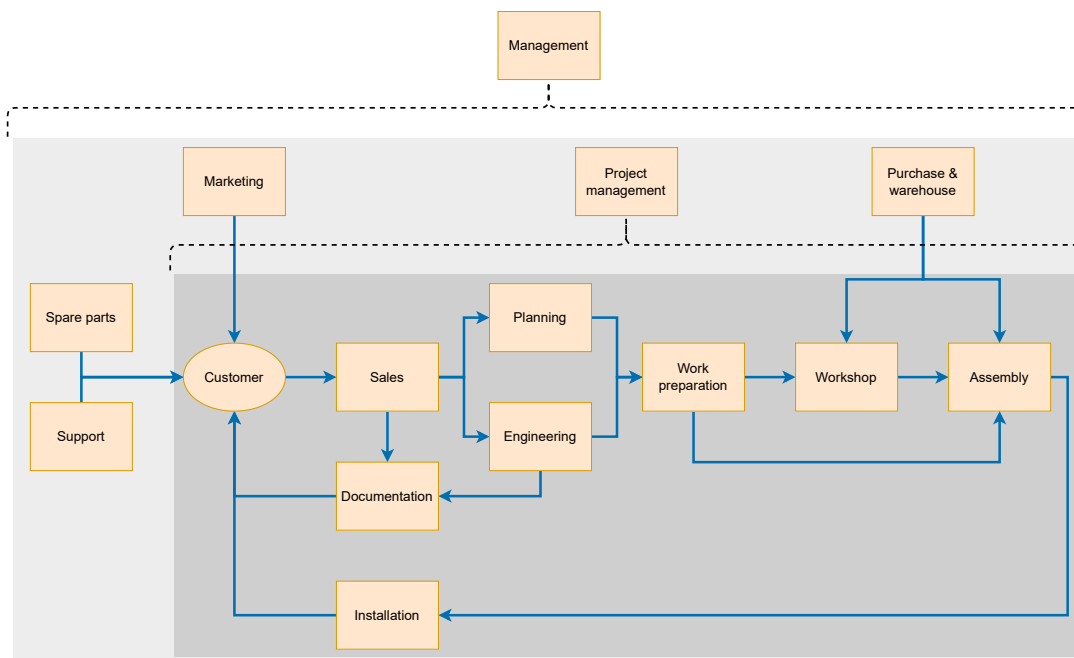 Management
Marketing
Project
management
Purchase &
warehouse
Spare parts
Planning
Customer
Sales
Work
preparation
Workshop
Assembly
Support
Engineering
Documentation
Installation